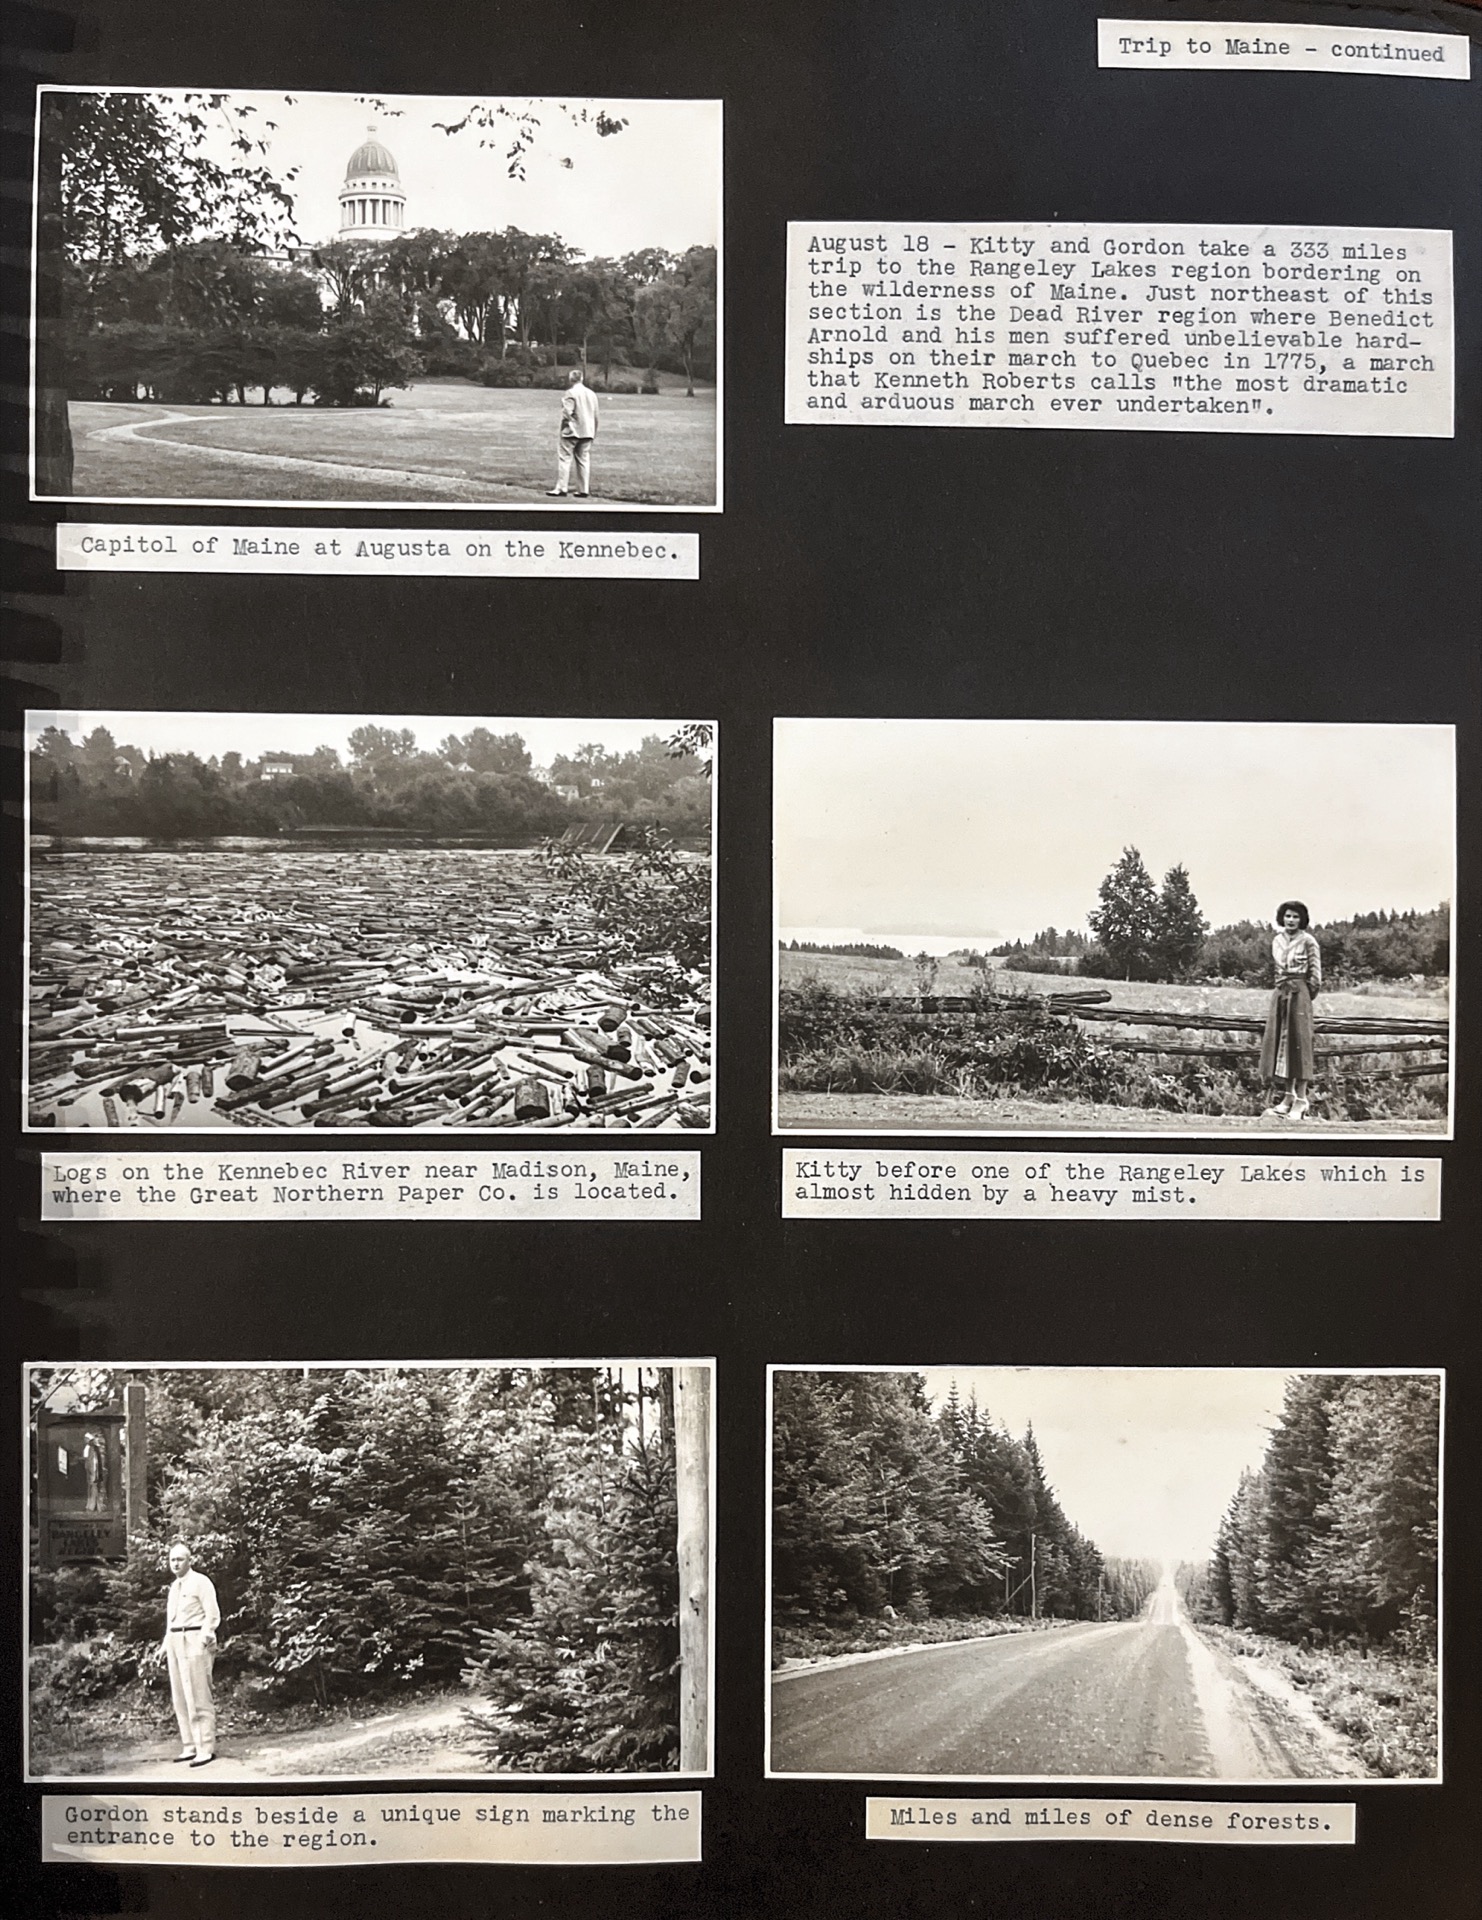 Trip to Maine - continued
August 18 - Kitty and Gordon take a 333 miles
trip to the Rangeley Lakes region bordering on
the wilderness of Maine. Just northeast of this
section is the Dead River region where Benedict
Arnold and his men suffered unbelievable hard-
ships on their march to Quebec in 1775, a march
that Kenneth Roberts calls "the most dramatic
and arduous march ever undertaken".
Capitol of Maine at Augusta on the Kennebec.
Logs on the Kennebec River near Madison, Maine,
where the Great Northern Paper Co. is located.
Kitty before one of the Rangeley Lakes which is
almost hidden by a heavy mist.
RANGELEY
LAKES
REGION
Gordon stands beside a unique sign marking the
entrance to the region.
Miles and miles of dense forests.